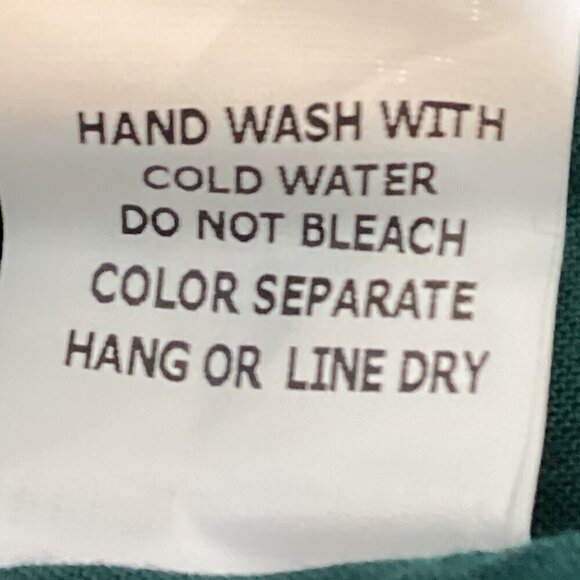 HAND WASH WITH
COLD WATER
DO NOT BLEACH
COLOR SEPARATE
HANG OR LINE DRY